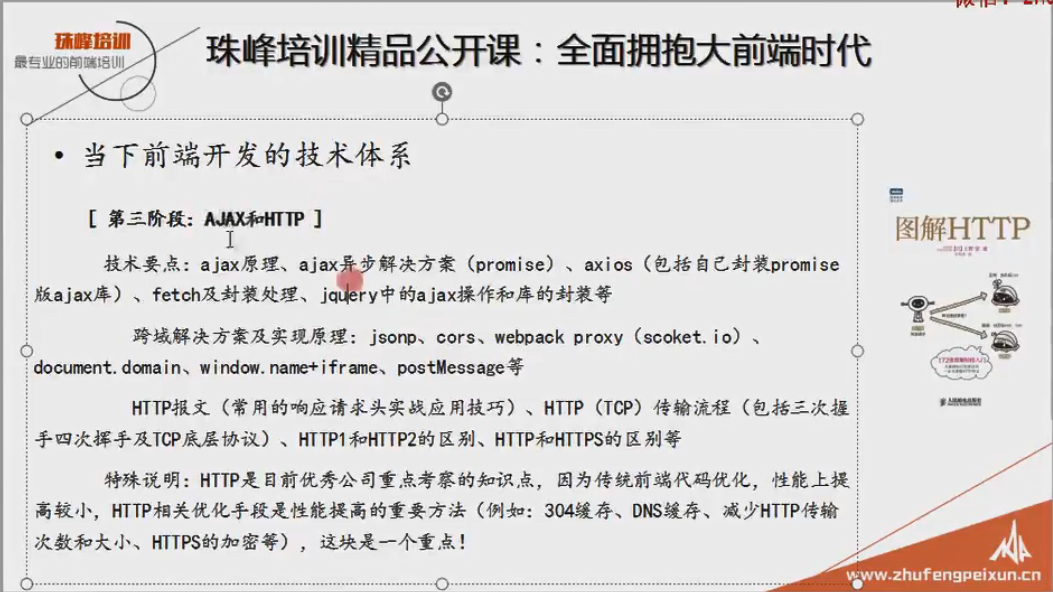 珠峰培训
最专业的前端培训
珠峰培训精品公开课：全面拥抱大前端时代
• 当下前端开发的技术体系
[ 第三阶段: AJAX和HTTP ]
技术要点：ajax原理、ajax异步解决方案（promise）、axios（包括自己封装promise
版ajax库）、fetch及封装处理、jquery中的ajax操作和库的封装等
跨域解决方案及实现原理：jsonp、cors、webpack proxy（scoket.io）、
document.domain、window.name+iframe、postMessage等
HTTP报文（常用的响应请求头实战应用技巧）、HTTP（TCP）传输流程（包括三次握
手四次挥手及TCP底层协议）、HTTP1和HTTP2的区别、HTTP和HTTPS的区别等
特殊说明：HTTP是目前优秀公司重点考察的知识点，因为传统前端代码优化，性能上提
高较小，HTTP相关优化手段是性能提高的重要方法（例如：304缓存、DNS缓存、减少HTTP传输
次数和大小、HTTPS的加密等），这块是一个重点！
图解HTTP
人民邮电出版社
www.zhufengpeixun.cn